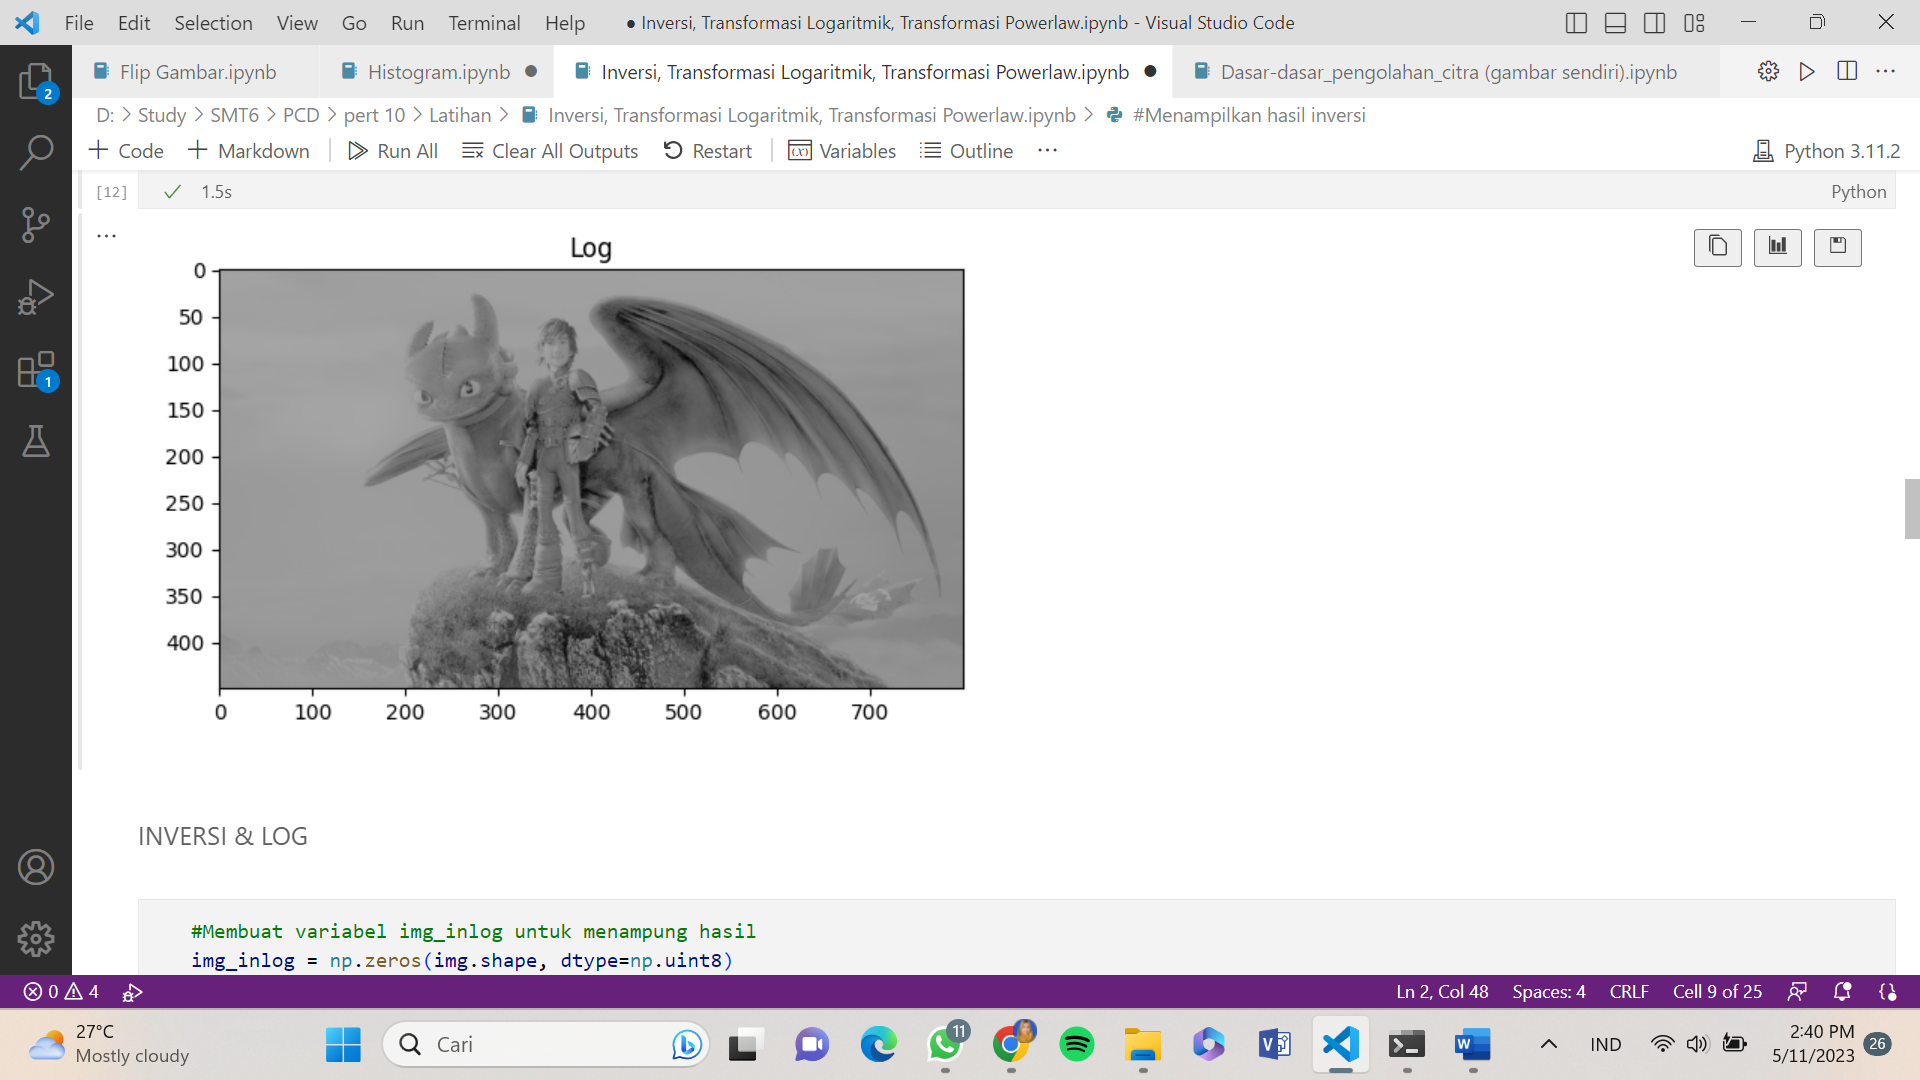 File Edit Selection View Go Run Terminal Help ● Inversi, Transformasi Logaritmik, Transformasi Powerlaw.ipynb - Visual Studio Code
Flip Gambar.ipynb Histogram.ipynb ● Inversi, Transformasi Logaritmik, Transformasi Powerlaw.ipynb ● Dasar-dasar_pengolahan_citra (gambar sendiri).ipynb ···
2
D: > Study > SMT6 > PCD > pert 10 > Latihan > Inversi, Transformasi Logaritmik, Transformasi Powerlaw.ipynb > #Menampilkan hasil inversi
+ Code + Markdown Run All Clear All Outputs Restart (x) Variables Outline ··· Python 3.11.2
[12] ✓ 1.5s Python
...
Log
0
50
100
150
200
250
300
350
400
0 100 200 300 400 500 600 700
1
INVERSI & LOG
#Membuat variabel img_inlog untuk menampung hasil
img_inlog = np.zeros(img.shape, dtype=np.uint8)
0 4 Ln 2, Col 48 Spaces: 4 CRLF Cell 9 of 25
27°C
Mostly cloudy
Cari
11
IND
2:40 PM
5/11/2023
26